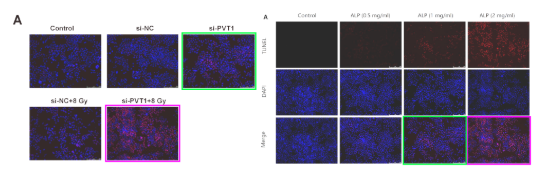 A
Control
si-NC
si-PVT1
si-NC+8 Gy
si-PVT1+8 Gy
A
Control
ALP (0.5 mg/ml)
ALP (1 mg/ml)
ALP (2 mg/ml)
TUNEL
DAPI
Merge